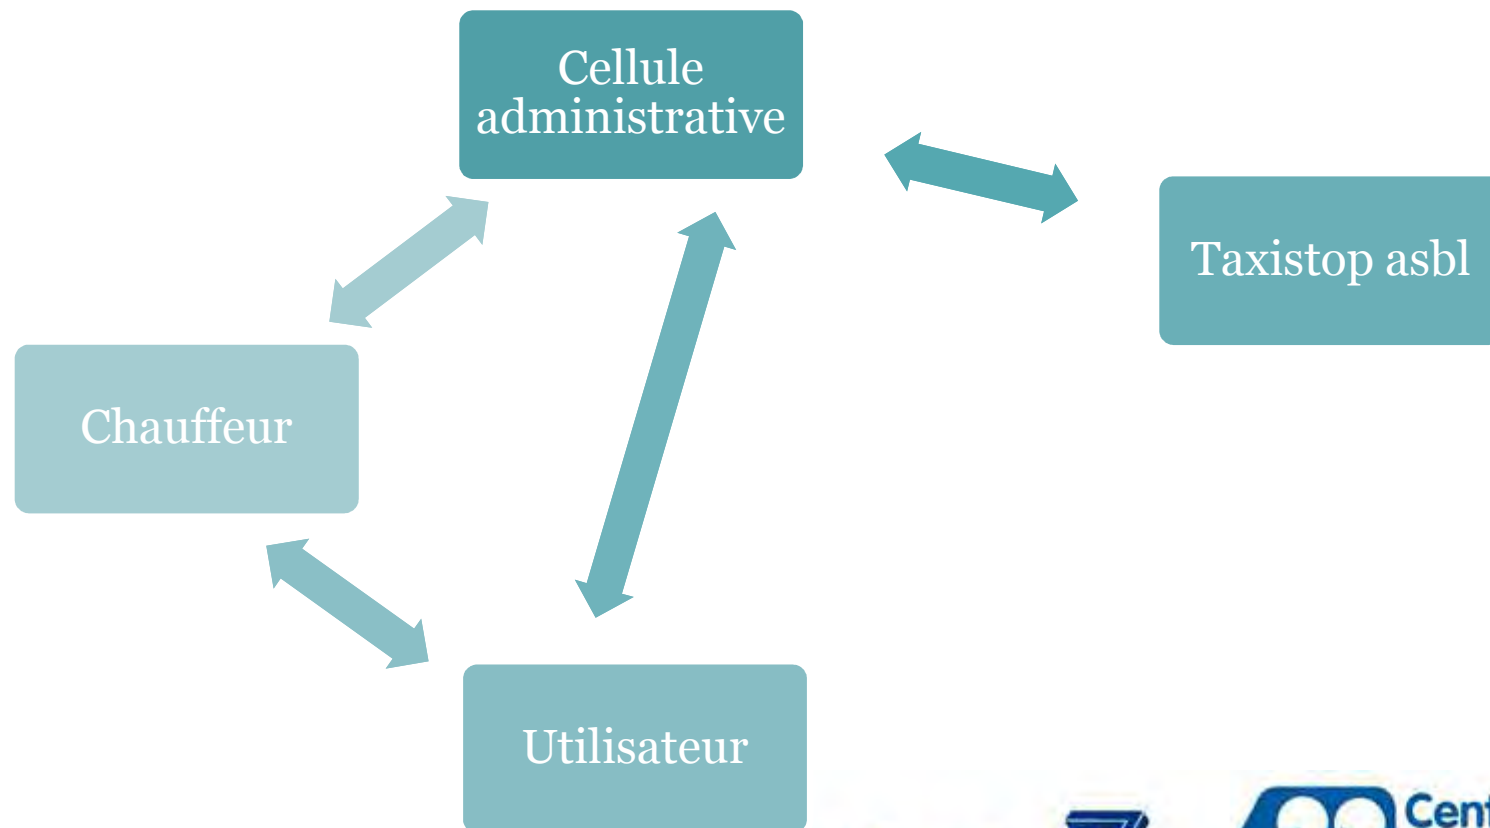 Cellule
administrative
Taxistop asbl
Chauffeur
Utilisateur